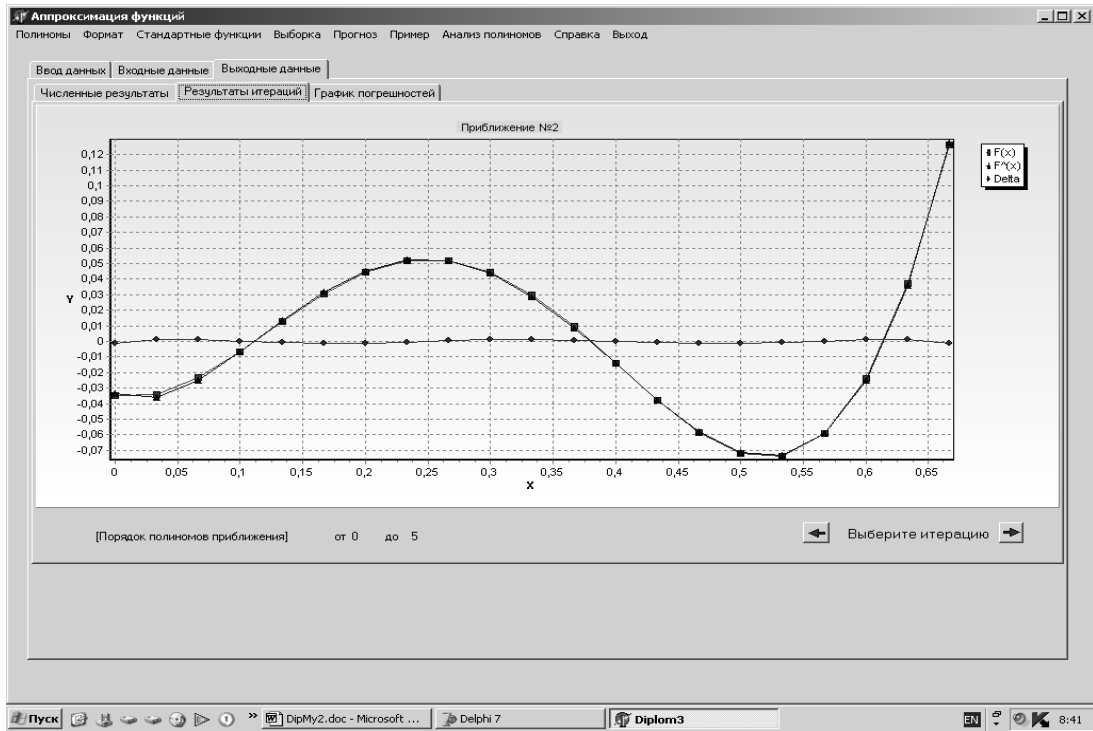 Аппроксимация функций
Полиномы Формат Стандартные функции Выборка Прогноз Пример Анализ полиномов Справка Выход
Ввод данных Входные данные Выходные данные
Численные результаты Результаты итераций График погрешностей
Приближение №2
0,12
0,11
0,1
0,09
0,08
0,07
0,06
0,05
0,04
0,03
0,02
0,01
0
-0,01
-0,02
-0,03
-0,04
-0,05
-0,06
-0,07
Y
0 0,05 0,1 0,15 0,2 0,25 0,3 0,35 0,4 0,45 0,5 0,55 0,6 0,65
X
F(x)
F^(x)
Delta
[Порядок полиномов приближения] от 0 до 5
Выберите итерацию
Пуск » DipMy2.doc - Microsoft ... Delphi 7 Diplom3 EN 8:41